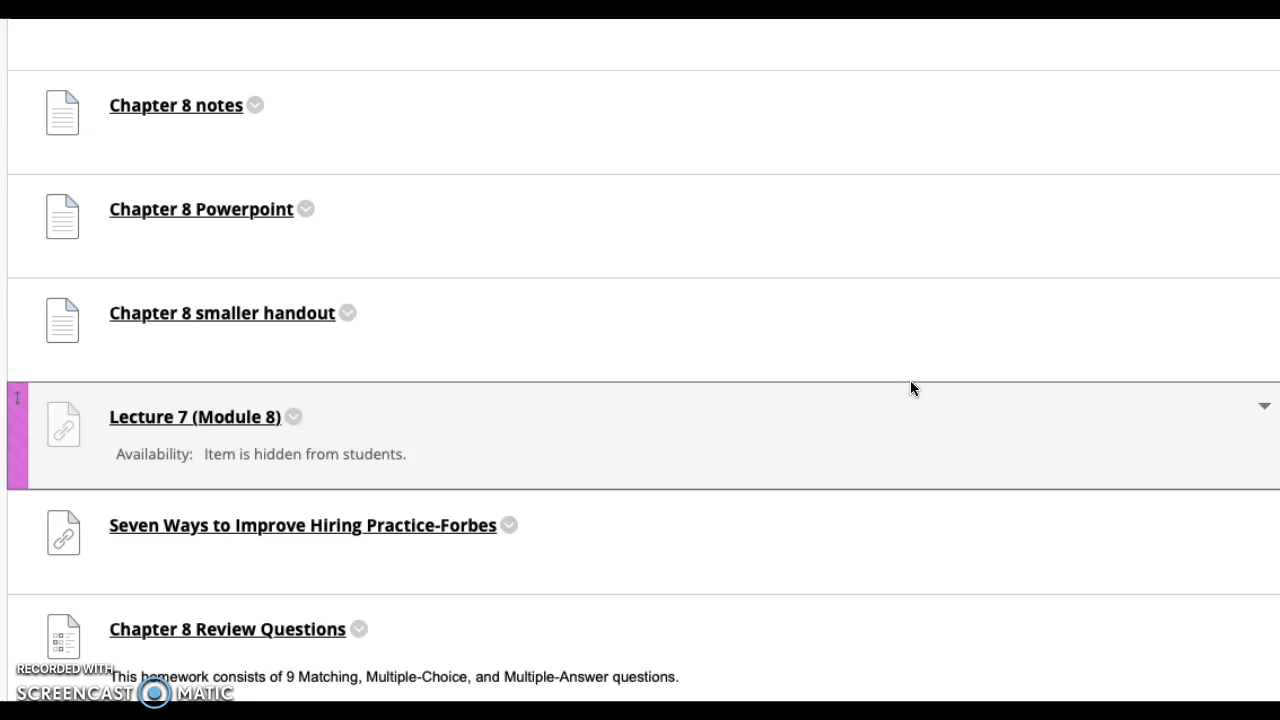 Chapter 8 notes
Chapter 8 Powerpoint
Chapter 8 smaller handout
Lecture 7 (Module 8)
Availability: Item is hidden from students.
Seven Ways to Improve Hiring Practice-Forbes
Chapter 8 Review Questions
This homework consists of 9 Matching, Multiple-Choice, and Multiple-Answer questions.
RECORDED WITH
SCREENCAST MATIC